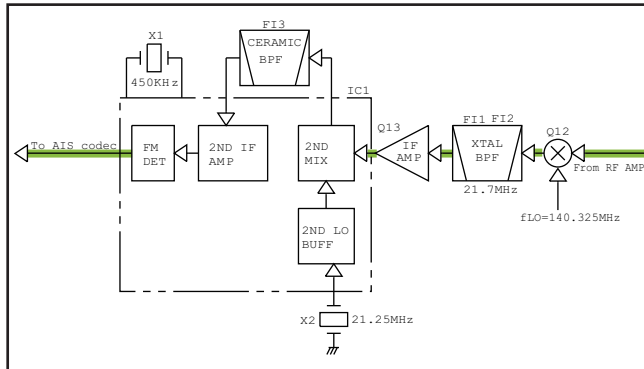 FI3
X1
CERAMIC
BPF
450KHz
IC1
Q13
FI1 FI2
Q12
To AIS codec
FM
DET
2ND IF
AMP
2ND
MIX
IF
AMP
XTAL
BPF
From RF AMP
21.7MHz
fLO=140.325MHz
2ND LO
BUFF
X2
21.25MHz